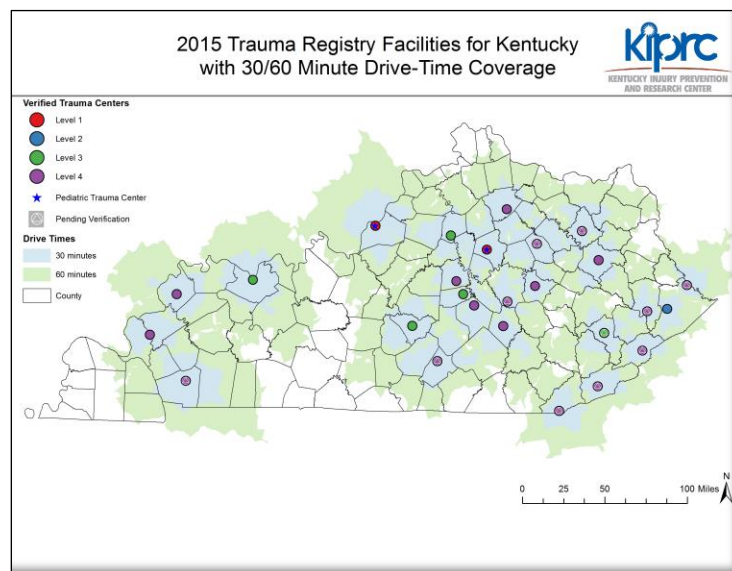 2015 Trauma Registry Facilities for Kentucky
with 30/60 Minute Drive-Time Coverage
kiprc
KENTUCKY INJURY PREVENTION
AND RESEARCH CENTER
Verified Trauma Centers
Level 1
Level 2
Level 3
Level 4
Pediatric Trauma Center
Pending Verification
Drive Times
30 minutes
60 minutes
County
N
0 25 50 100 Miles